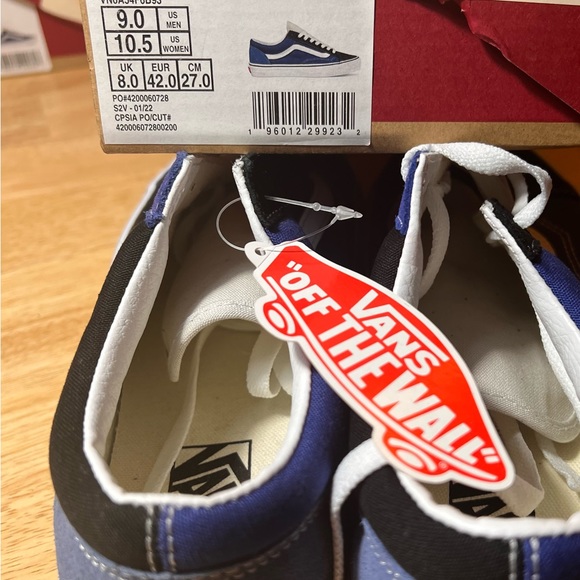 9.0 US MEN
10.5 US WOMEN
UK EUR CM
8.0 42.0 27.0
PO#4200060728
S2V - 01/22
CPSIA PO/CUT#
420006072800200
1 96012 29923 2
VANS
"OFF THE WALL"
VANS